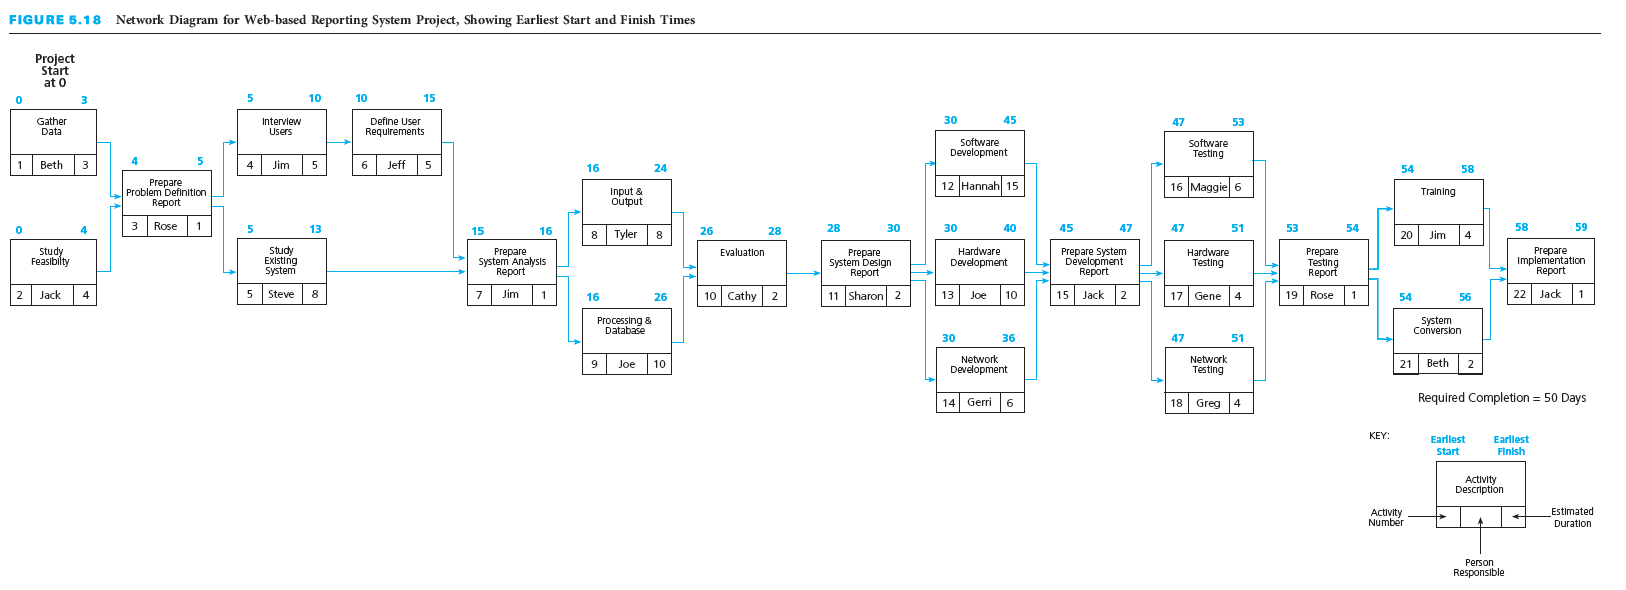 FIGURE 5.18 Network Diagram for Web-based Reporting System Project, Showing Earliest Start and Finish Times
Project
Start
at 0
0 3
Gather
Data
1 Beth 3
0 4
Study
Feasibility
2 Jack 4
4 5
Prepare
Problem Definition
Report
3 Rose 1
5 10
Interview
Users
4 Jim 5
5 13
Study
Existing
System
5 Steve 8
10 15
Define User
Requirements
6 Jeff 5
15 16
Prepare
System Analysis
Report
7 Jim 1
16 24
Input &
Output
8 Tyler 8
16 26
Processing &
Database
9 Joe 10
26 28
Evaluation
10 Cathy 2
28 30
Prepare
System Design
Report
11 Sharon 2
30 45
Software
Development
12 Hannah 15
30 40
Hardware
Development
13 Joe 10
30 36
Network
Development
14 Gerri 6
45 47
Prepare System
Development
Report
15 Jack 2
47 53
Software
Testing
16 Maggie 6
47 51
Hardware
Testing
17 Gene 4
47 51
Network
Testing
18 Greg 4
53 54
Prepare
Testing
Report
19 Rose 1
54 58
Training
20 Jim 4
54 56
System
Conversion
21 Beth 2
58 59
Prepare
Implementation
Report
22 Jack 1
Required Completion = 50 Days
KEY:
Earliest Earliest
Start Finish
Activity
Description
Activity
Number
Estimated
Duration
Person
Responsible